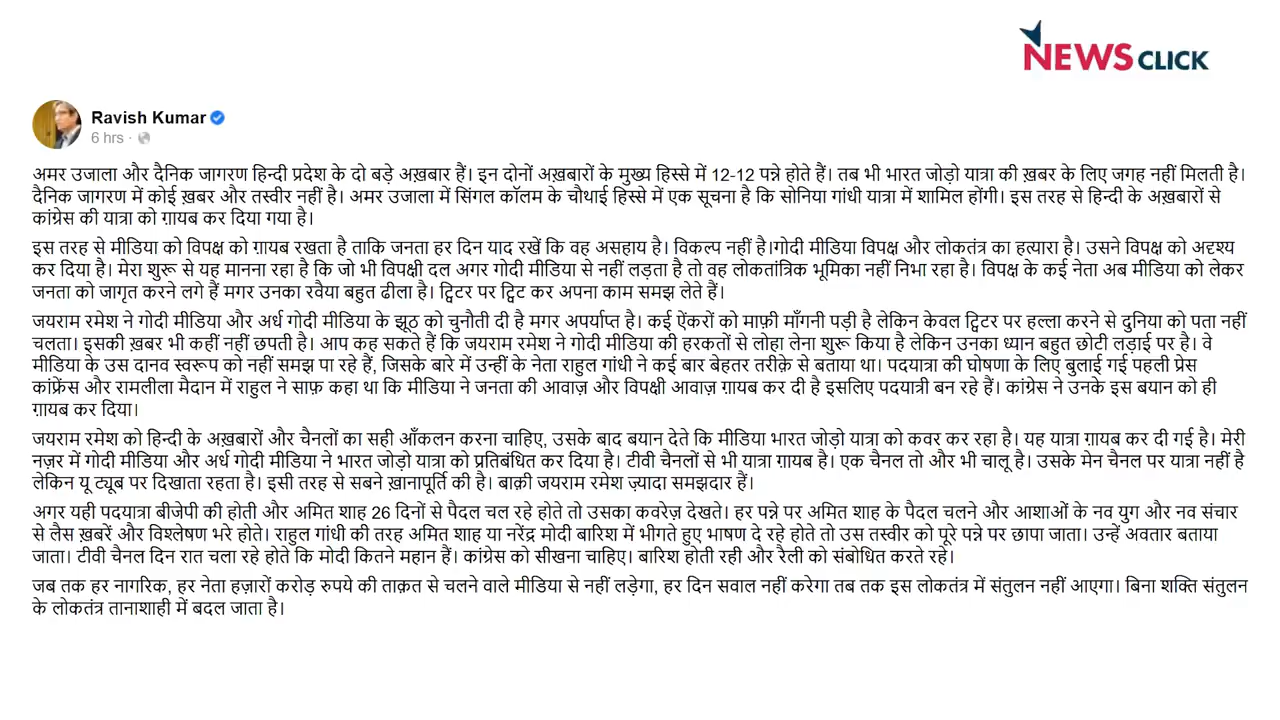 NEWSCLICK
Ravish Kumar
6 hrs ·
अमर उजाला और दैनिक जागरण हिन्दी प्रदेश के दो बड़े अख़बार हैं। इन दोनों अख़बारों के मुख्य हिस्से में 12-12 पन्ने होते हैं। तब भी भारत जोड़ो यात्रा की ख़बर के लिए जगह नहीं मिलती है।
दैनिक जागरण में कोई ख़बर और तस्वीर नहीं है। अमर उजाला में सिंगल कॉलम के चौथाई हिस्से में एक सूचना है कि सोनिया गांधी यात्रा में शामिल होंगी। इस तरह से हिन्दी के अख़बारों से
कांग्रेस की यात्रा को ग़ायब कर दिया गया है।
इस तरह से मीडिया को विपक्ष को ग़ायब रखता है ताकि जनता हर दिन याद रखें कि वह असहाय है। विकल्प नहीं है।गोदी मीडिया विपक्ष और लोकतंत्र का हत्यारा है। उसने विपक्ष को अदृश्य
कर दिया है। मेरा शुरू से यह मानना रहा है कि जो भी विपक्षी दल अगर गोदी मीडिया से नहीं लड़ता है तो वह लोकतांत्रिक भूमिका नहीं निभा रहा है। विपक्ष के कई नेता अब मीडिया को लेकर
जनता को जागृत करने लगे हैं मगर उनका रवैया बहुत ढीला है। ट्विटर पर ट्विट कर अपना काम समझ लेते हैं।
जयराम रमेश ने गोदी मीडिया और अर्ध गोदी मीडिया के झूठ को चुनौती दी है मगर अपर्याप्त है। कई ऐंकरों को माफ़ी माँगनी पड़ी है लेकिन केवल ट्विटर पर हल्ला करने से दुनिया को पता नहीं
चलता। इसकी ख़बर भी कहीं नहीं छपती है। आप कह सकते हैं कि जयराम रमेश ने गोदी मीडिया की हरकतों से लोहा लेना शुरू किया है लेकिन उनका ध्यान बहुत छोटी लड़ाई पर है। वे
मीडिया के उस दानव स्वरूप को नहीं समझ पा रहे हैं, जिसके बारे में उन्हीं के नेता राहुल गांधी ने कई बार बेहतर तरीक़े से बताया था। पदयात्रा की घोषणा के लिए बुलाई गई पहली प्रेस
कांफ्रेंस और रामलीला मैदान में राहुल ने साफ़ कहा था कि मीडिया ने जनता की आवाज़ और विपक्षी आवाज़ ग़ायब कर दी है इसलिए पदयात्री बन रहे हैं। कांग्रेस ने उनके इस बयान को ही
ग़ायब कर दिया।
जयराम रमेश को हिन्दी के अख़बारों और चैनलों का सही आँकलन करना चाहिए, उसके बाद बयान देते कि मीडिया भारत जोड़ो यात्रा को कवर कर रहा है। यह यात्रा ग़ायब कर दी गई है। मेरी
नज़र में गोदी मीडिया और अर्ध गोदी मीडिया ने भारत जोड़ो यात्रा को प्रतिबंधित कर दिया है। टीवी चैनलों से भी यात्रा ग़ायब है। एक चैनल तो और भी चालू है। उसके मेन चैनल पर यात्रा नहीं है
लेकिन यू ट्यूब पर दिखाता रहता है। इसी तरह से सबने ख़ानापूर्ति की है। बाक़ी जयराम रमेश ज़्यादा समझदार हैं।
अगर यही पदयात्रा बीजेपी की होती और अमित शाह 26 दिनों से पैदल चल रहे होते तो उसका कवरेज़ देखते। हर पन्ने पर अमित शाह के पैदल चलने और आशाओं के नव युग और नव संचार
से लैस ख़बरें और विश्लेषण भरे होते। राहुल गांधी की तरह अमित शाह या नरेंद्र मोदी बारिश में भीगते हुए भाषण दे रहे होते तो उस तस्वीर को पूरे पन्ने पर छापा जाता। उन्हें अवतार बताया
जाता। टीवी चैनल दिन रात चला रहे होते कि मोदी कितने महान हैं। कांग्रेस को सीखना चाहिए। बारिश होती रही और रैली को संबोधित करते रहे।
जब तक हर नागरिक, हर नेता हज़ारों करोड़ रुपये की ताक़त से चलने वाले मीडिया से नहीं लड़ेगा, हर दिन सवाल नहीं करेगा तब तक इस लोकतंत्र में संतुलन नहीं आएगा। बिना शक्ति संतुलन
के लोकतंत्र तानाशाही में बदल जाता है।